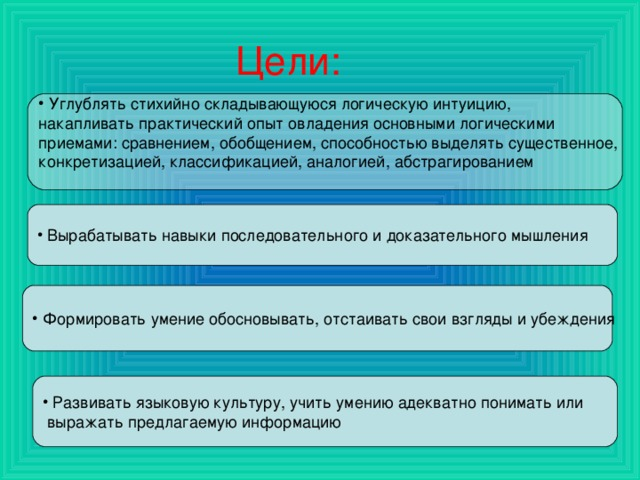 Цели:
• Углублять стихийно складывающуюся логическую интуицию,
накапливать практический опыт овладения основными логическими
приемами: сравнением, обобщением, способностью выделять существенное,
конкретизацией, классификацией, аналогией, абстрагированием
• Вырабатывать навыки последовательного и доказательного мышления
• Формировать умение обосновывать, отстаивать свои взгляды и убеждения
• Развивать языковую культуру, учить умению адекватно понимать или
выражать предлагаемую информацию